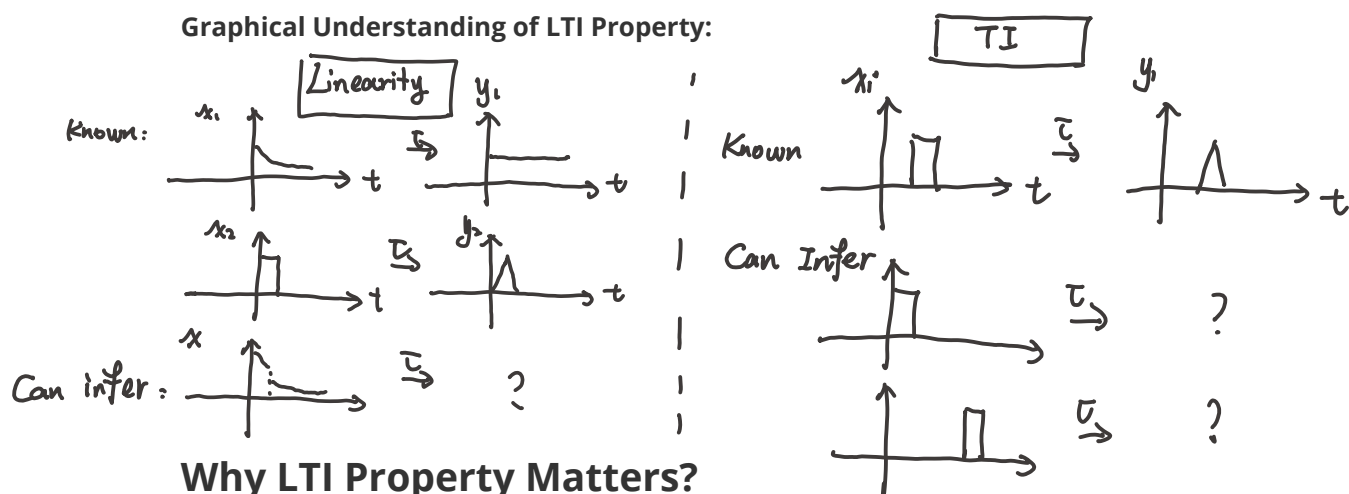 Graphical Understanding of LTI Property:
Linearity
Known:
x₁
τ
y₁
t
t
x₂
τ
y₂
t
t
Can infer:
x
τ
?
TI
Known
x₁
τ
y₁
t
t
Can Infer
τ
?
τ
?
Why LTI Property Matters?